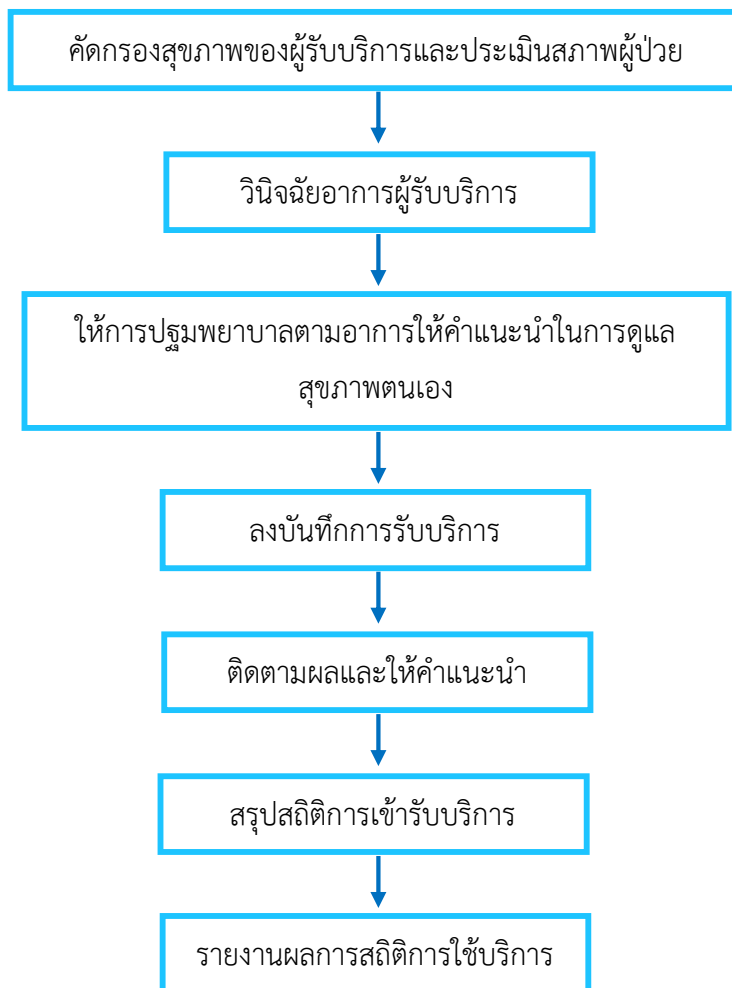 คัดกรองสุขภาพของผู้รับบริการและประเมินสภาพผู้ป่วย
วินิจฉัยอาการผู้รับบริการ
ให้การปฐมพยาบาลตามอาการให้คำแนะนำในการดูแล
สุขภาพตนเอง
ลงบันทึกการรับบริการ
ติดตามผลและให้คำแนะนำ
สรุปสถิติการเข้ารับบริการ
รายงานผลการสถิติการใช้บริการ